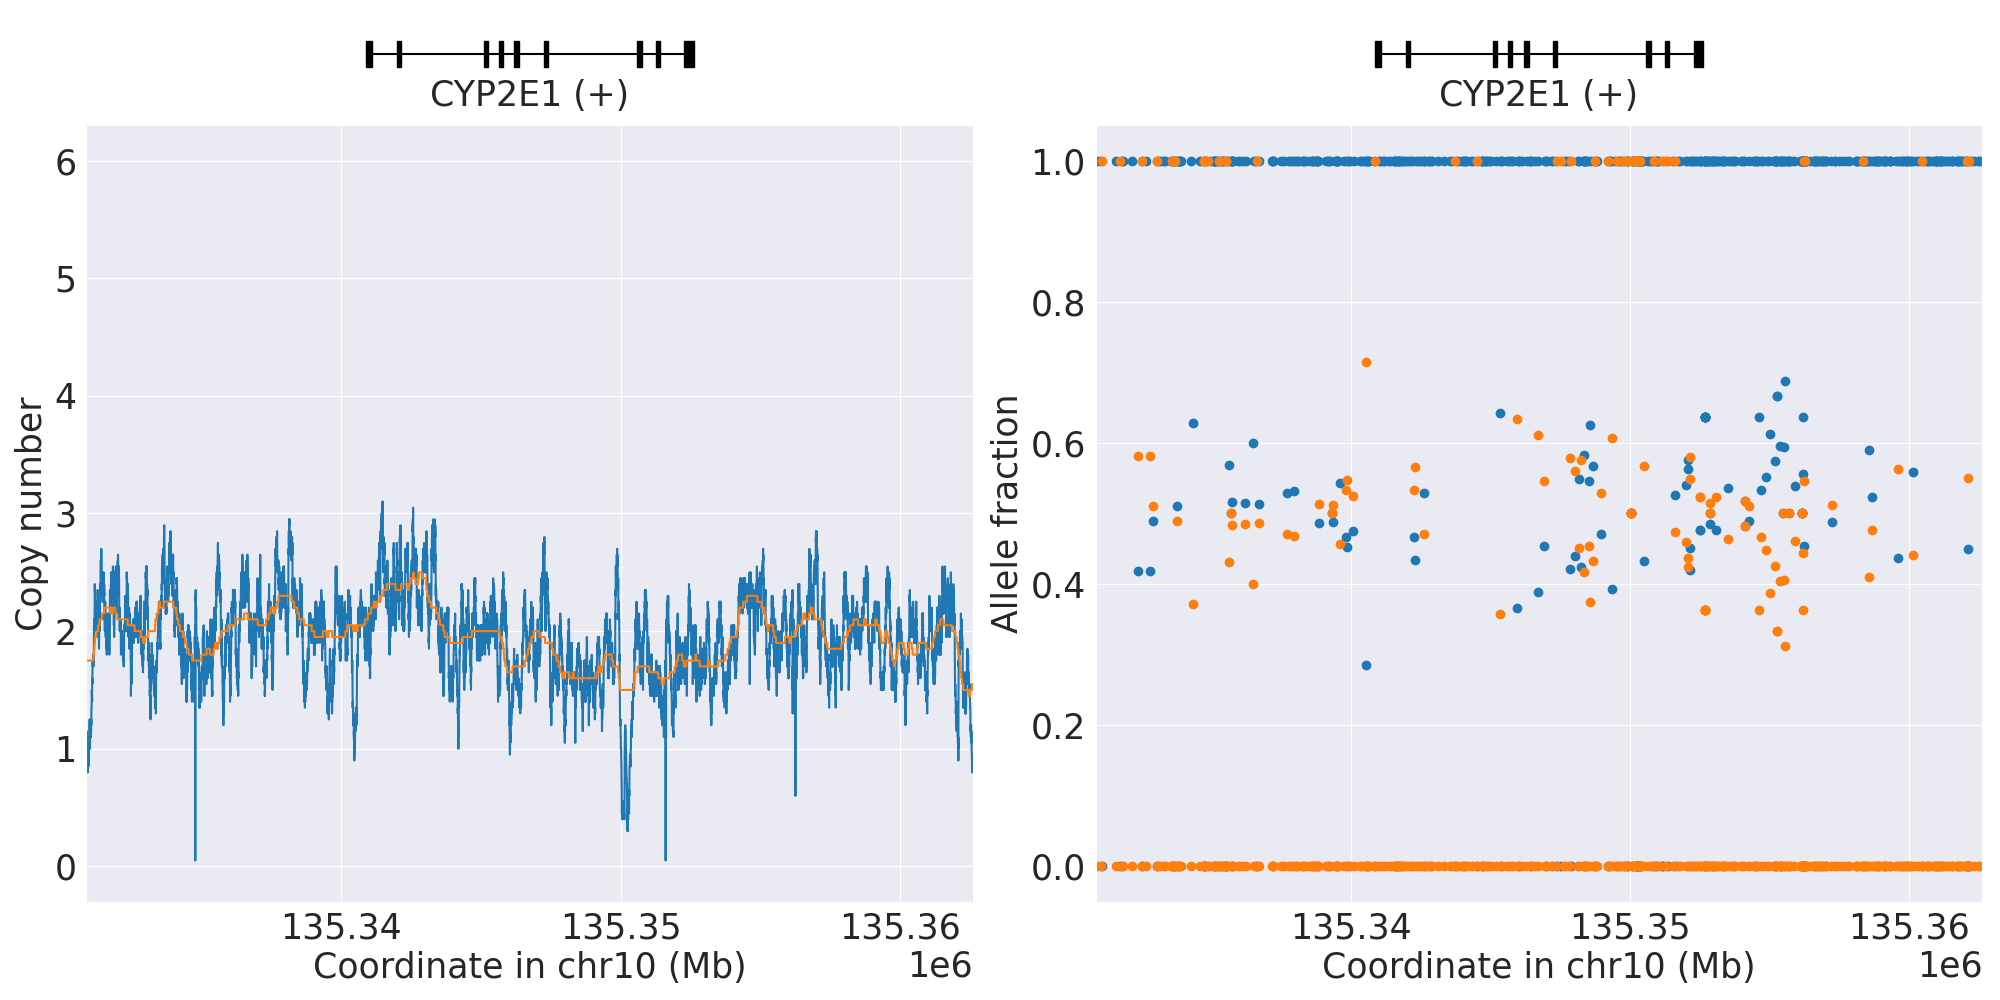 CYP2E1 (+)
6
5
4
3
2
1
0
Copy number
135.34
135.35
135.36
Coordinate in chr10 (Mb)
1e6
CYP2E1 (+)
1.0
0.8
0.6
0.4
0.2
0.0
Allele fraction
135.34
135.35
135.36
Coordinate in chr10 (Mb)
1e6